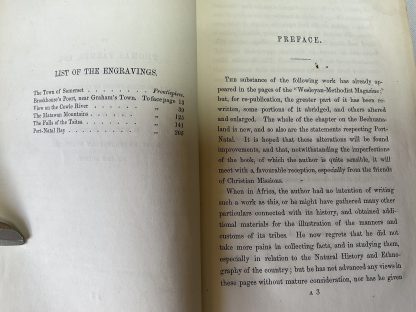 LIST OF THE ENGRAVINGS.
The Town of Somerset . . . . . . . Frontispiece.
Brookhouse's Poort, near Graham's Town. To face page 13
View on the Cowie River . . . . . „ 39
The Matawan Mountains . . . . . „ 125
The Falls of the Tsitsa . . . . . . „ 141
Port-Natal Bay . . . . . . . . „ 205
PREFACE.
The substance of the following work has already
appeared in the pages of the "Wesleyan-Methodist Magazine;"
but, for re-publication, the greater part of it has been re-
written, some portions of it abridged, and others altered
and enlarged. The whole of the chapter on the Bechuana-
land is now, and so also are the statements respecting Port-
Natal. It is hoped that these alterations will be found
improvements, and that, notwithstanding the imperfections
of the book, of which the author is quite sensible, it will
meet with a favourable reception, especially from the friends
of Christian Missions.
When in Africa, the author had no intention of writing
such a work as this, or he might have gathered many other
particulars connected with its history, and obtained addi-
tional materials for the illustration of the manners and
customs of its tribes. He now regrets that he did not
take more pains in collecting facts, and in studying them,
especially in relation to the Natural History and Ethno-
graphy of the country; but he has not advanced any views in
these pages without mature consideration, nor has he given
A 3